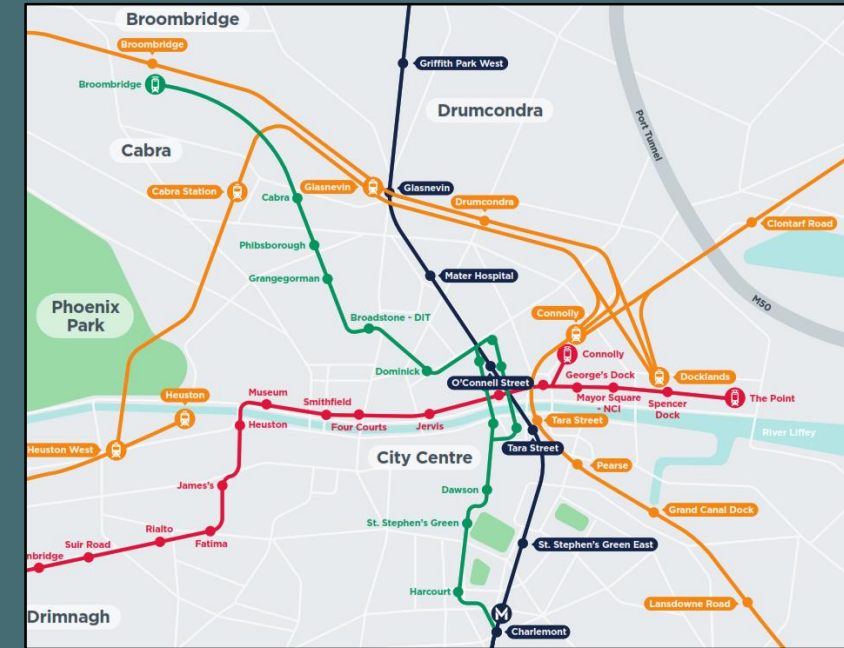 Broombridge
Broombridge
Broombridge
Griffith Park West
Drumcondra
Port Tunnel
Cabra
Cabra Station
Glasnevin
Glasnevin
Cabra
Drumcondra
Clontarf Road
Phibsborough
Grangegorman
Mater Hospital
M50
Phoenix
Park
Broadstone - DIT
Connolly
Connolly
Dominick
O'Connell Street
George's Dock
Docklands
Heuston
Museum
Smithfield
Mayor Square
- NCI
Spencer
Dock
The Point
Heuston
Four Courts
Jervis
Tara Street
River Liffey
Heuston West
City Centre
Tara Street
Pearse
James's
Dawson
Grand Canal Dock
St. Stephen's Green
Suir Road
Rialto
Fatima
St. Stephen's Green East
nbridge
Harcourt
Lansdowne Road
Drimnagh
M
Charlemont